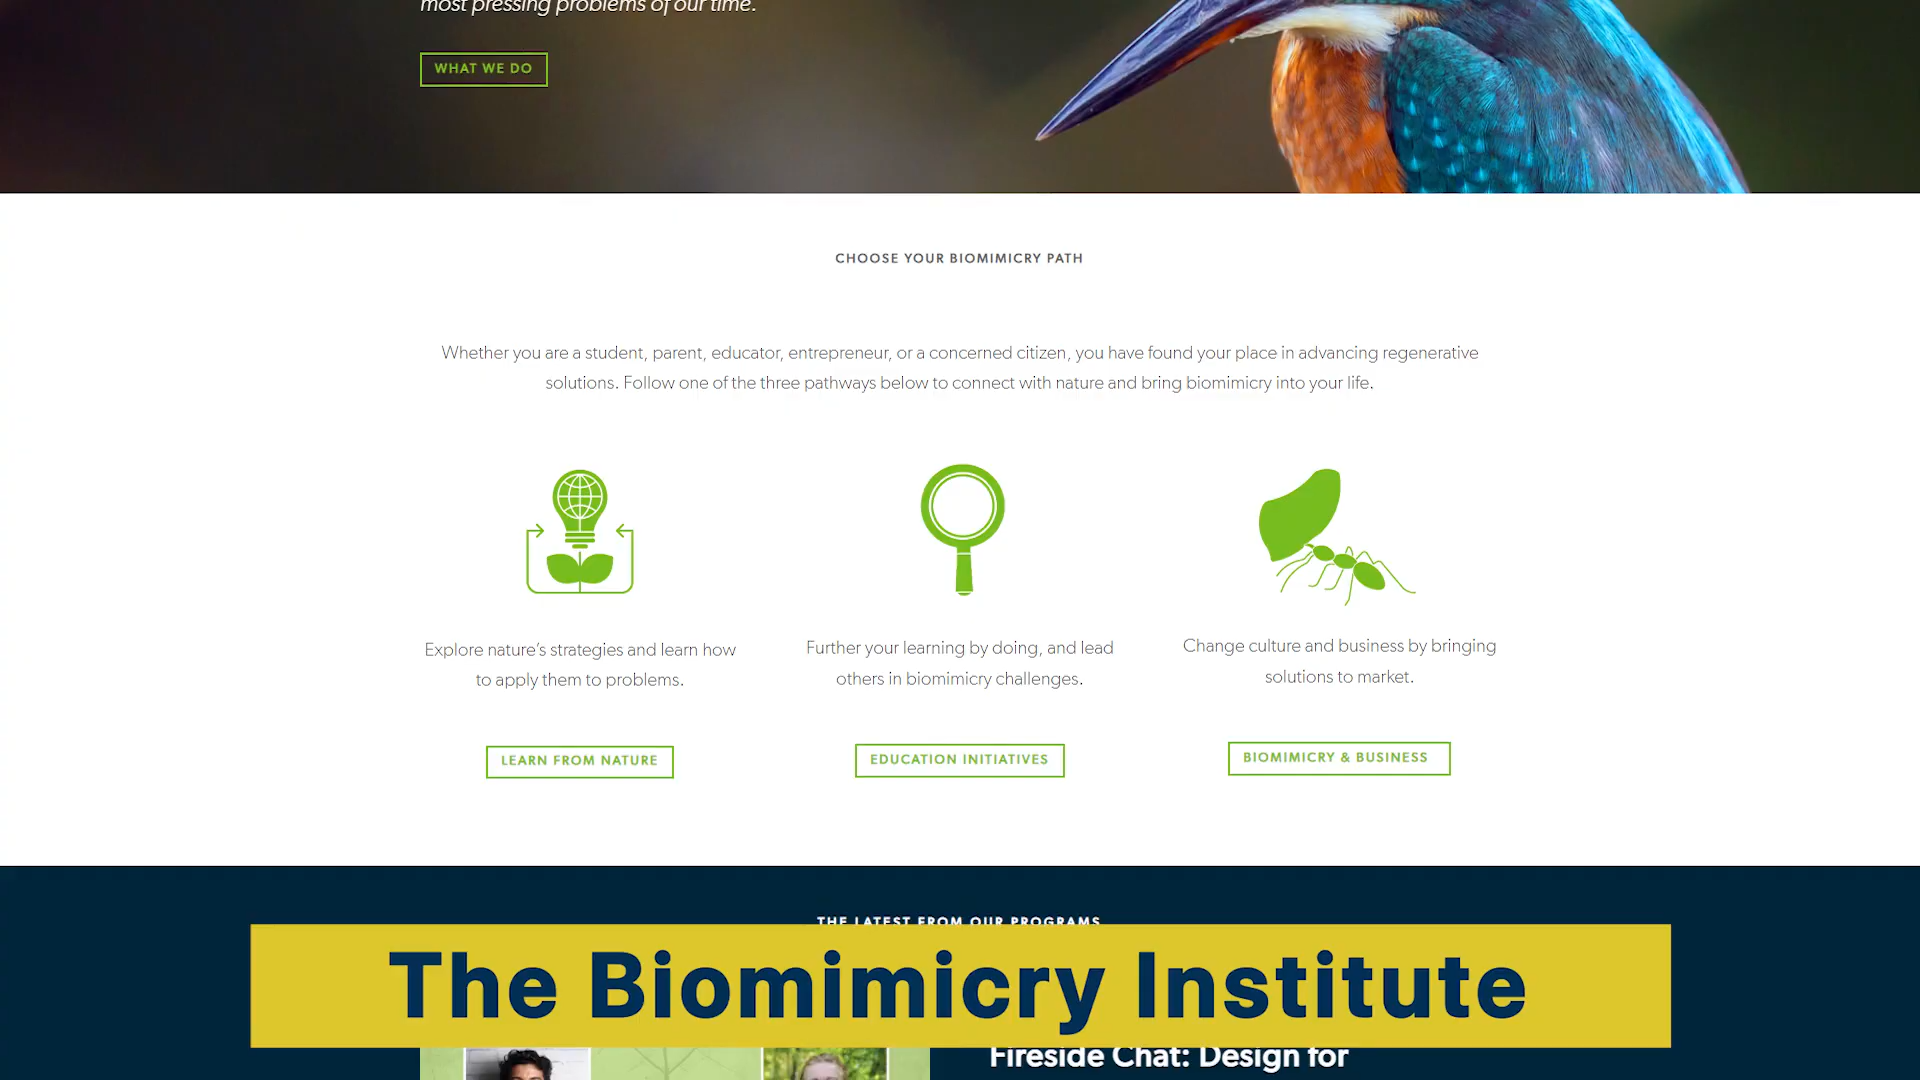 most pressing problems of our time.
WHAT WE DO
CHOOSE YOUR BIOMIMICRY PATH
Whether you are a student, parent, educator, entrepreneur, or a concerned citizen, you have found your place in advancing regenerative
solutions. Follow one of the three pathways below to connect with nature and bring biomimicry into your life.
Explore nature's strategies and learn how
to apply them to problems.
LEARN FROM NATURE
Further your learning by doing, and lead
others in biomimicry challenges.
EDUCATION INITIATIVES
Change culture and business by bringing
solutions to market.
BIOMIMICRY & BUSINESS
THE LATEST FROM OUR PROGRAMS
The Biomimicry Institute
Fireside Chat: Design for